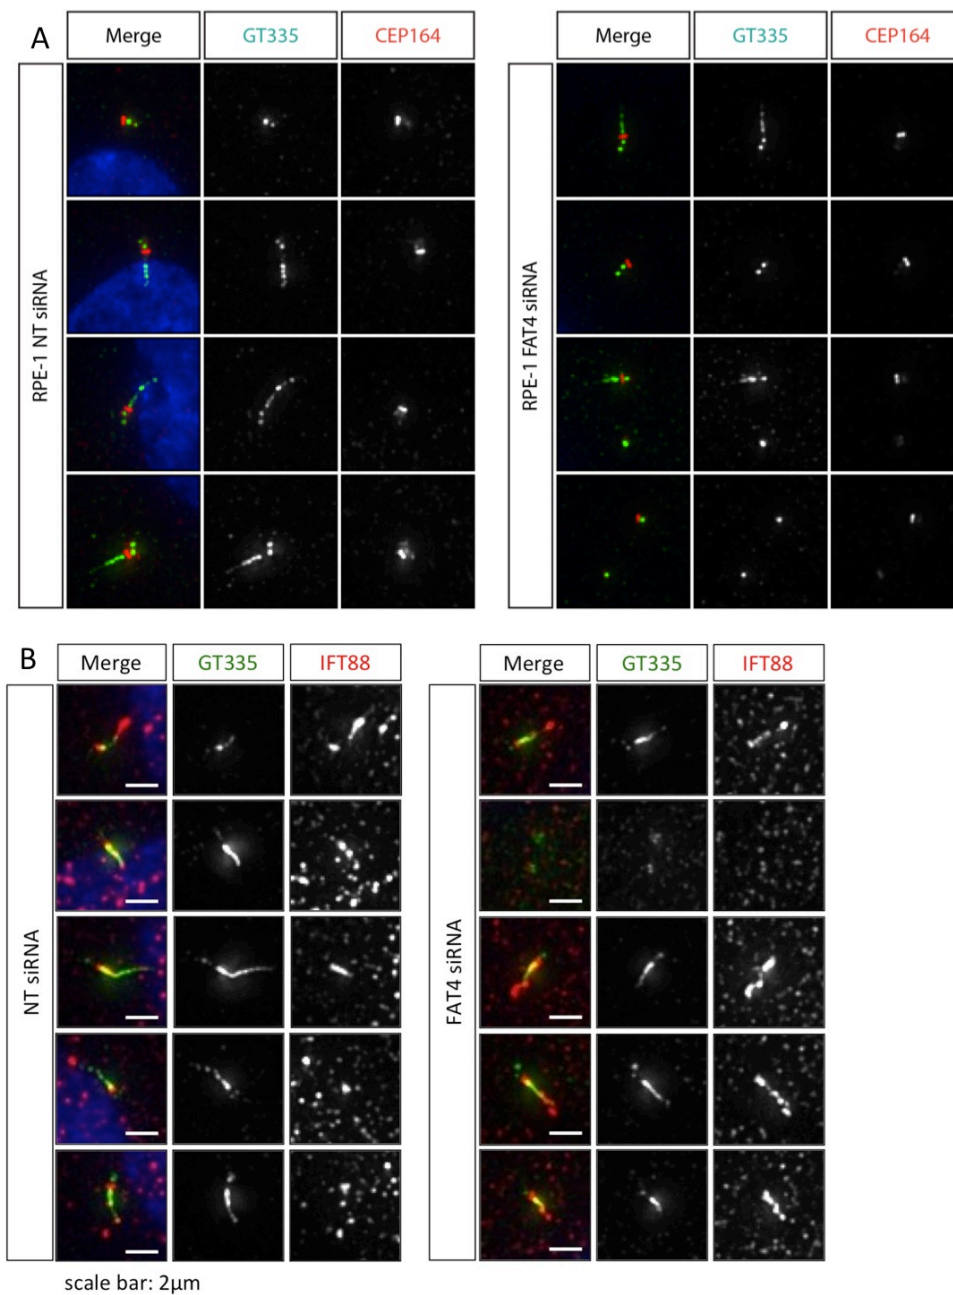 A
Merge GT335 CEP164
Merge GT335 CEP164
RPE-1 NT siRNA
RPE-1 FAT4 siRNA
B
Merge GT335 IFT88
Merge GT335 IFT88
NT siRNA
FAT4 siRNA
scale bar: 2μm